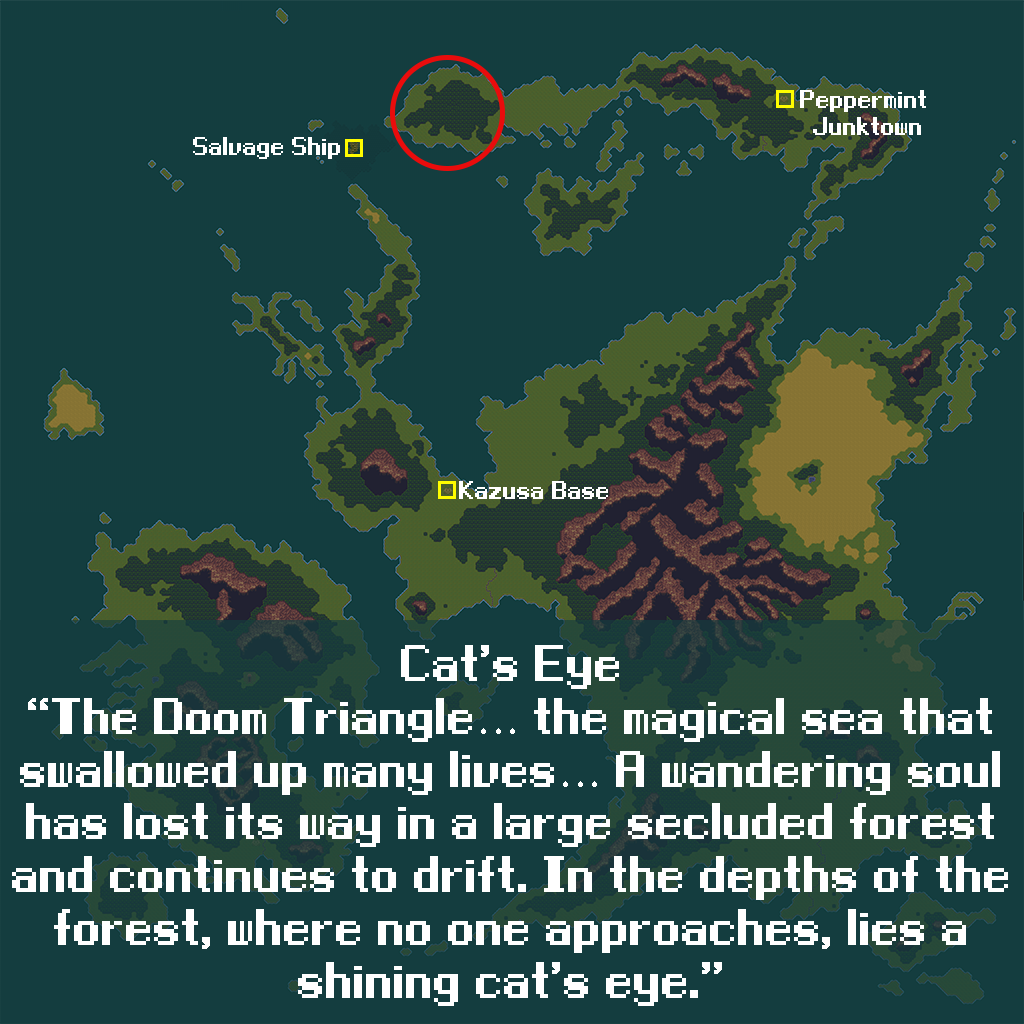 Peppermint
Junktown
Salvage Ship
Kazusa Base
Cat's Eye
“The Doom Triangle... the magical sea that
swallowed up many lives... A wandering soul
has lost its way in a large secluded forest
and continues to drift. In the depths of the
forest, where no one approaches, lies a
shining cat's eye.”